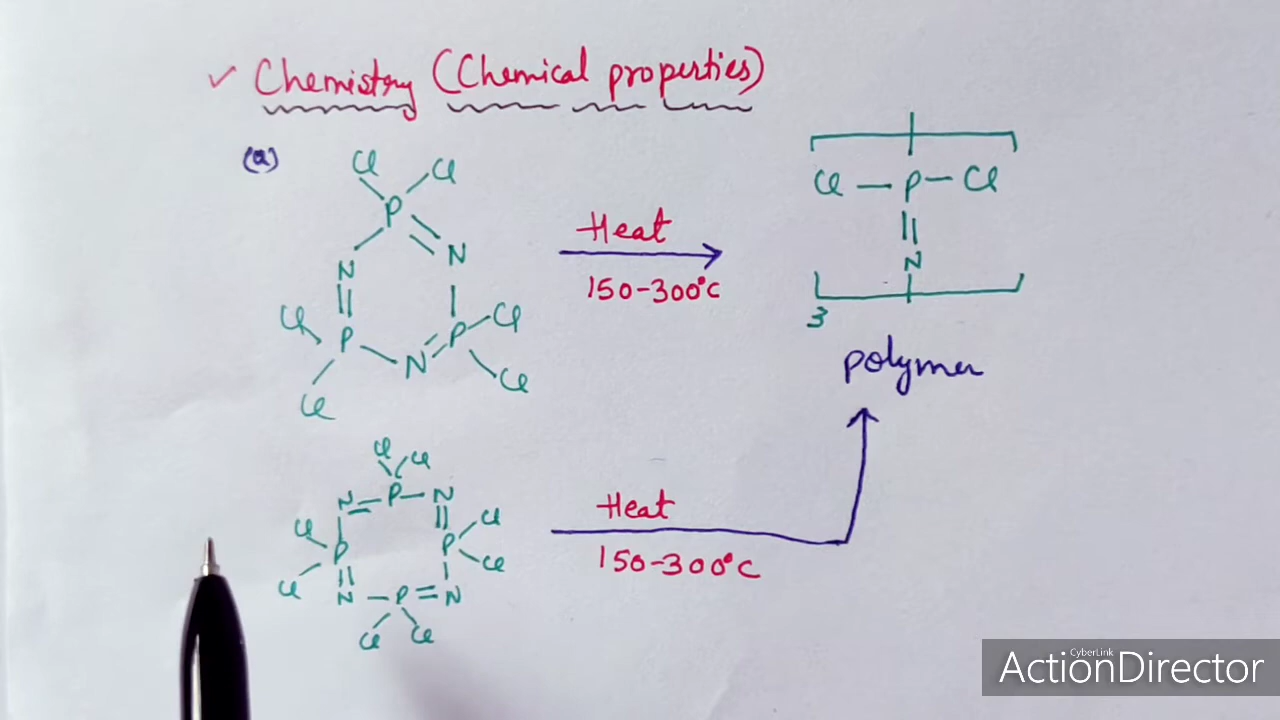 ✓ Chemistry (Chemical properties)
(a)
Cl Cl
P
N N
Cl P P Cl
N
Cl Cl
Heat
150-300°C
Cl — P — Cl
N
3
polymer
Cl Cl
N = P — N
Cl P P Cl
Cl Cl
N — P = N
Cl Cl
Heat
150-300°C
CyberLink
ActionDirector